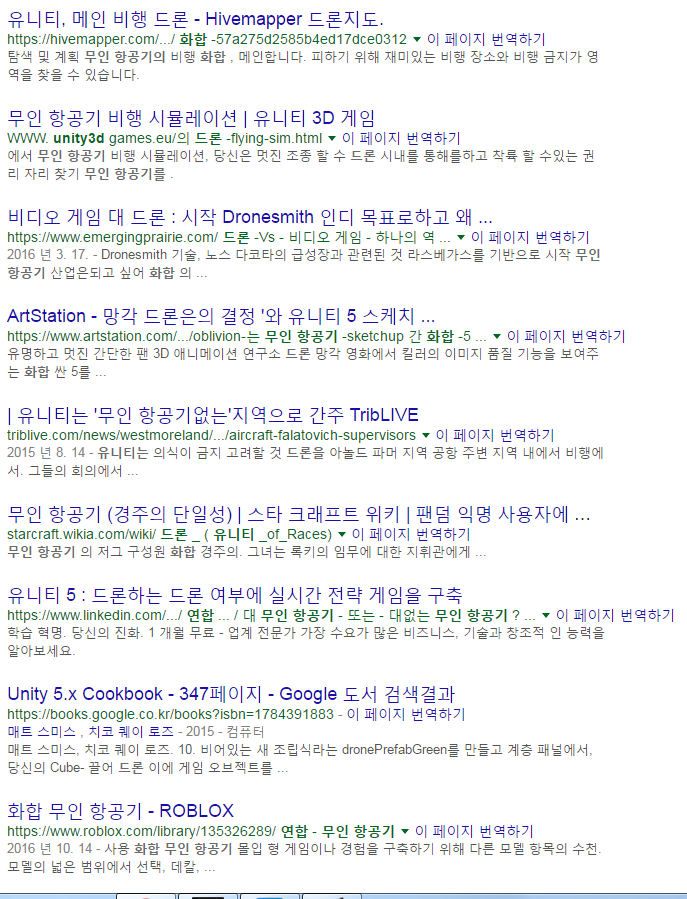 유니티, 메인 비행 드론 - Hivemapper 드론지도.
https://hivemapper.com/.../ 화합 -57a275d2585b4ed17dce0312 ▼ 이 페이지 번역하기
탐색 및 계획 무인 항공기의 비행 화합 , 메인합니다. 피하기 위해 재미있는 비행 장소와 비행 금지가 영
역을 찾을 수 있습니다.
무인 항공기 비행 시뮬레이션 | 유니티 3D 게임
WWW. unity3d games.eu/의 드론 -flying-sim.html ▼ 이 페이지 번역하기
에서 무인 항공기 비행 시뮬레이션, 당신은 멋진 조종 할 수 드론 시내를 통해를하고 착륙 할 수있는 권
리 자리 찾기 무인 항공기를 .
비디오 게임 대 드론 : 시작 Dronesmith 인디 목표로하고 왜 ...
https://www.emergingprairie.com/ 드론 -Vs - 비디오 게임 - 하나의 역 ... ▼ 이 페이지 번역하기
2016 년 3. 17. - Dronesmith 기술, 노스 다코타의 급성장과 관련된 것 라스베가스를 기반으로 시작 무인
항공기 산업은되고 싶어 화합 의 ...
ArtStation - 망각 드론은의 결정 '와 유니티 5 스케치 ...
https://www.artstation.com/.../oblivion-는 무인 항공기 -sketchup 간 화합 -5 ... ▼ 이 페이지 번역하기
유명하고 멋진 간단한 팬 3D 애니메이션 연구소 드론 망각 영화에서 킬러의 이미지 품질 기능을 보여주
는 화합 싼 5를 ...
| 유니티는 '무인 항공기없는'지역으로 간주 TribLIVE
triblive.com/news/westmoreland/.../aircraft-falatovich-supervisors ▼ 이 페이지 번역하기
2015 년 8. 14 - 유니티는 의식이 금지 고려할 것 드론을 아놀드 파머 지역 공항 주변 지역 내에서 비행에
서. 그들의 회의에서 ...
무인 항공기 (경주의 단일성) | 스타 크래프트 위키 | 팬덤 익명 사용자에 ...
starcraft.wikia.com/wiki/ 드론 _ ( 유니티 _of_Races) ▼ 이 페이지 번역하기
무인 항공기 의 저그 구성원 화합 경주의. 그녀는 록키의 임무에 대한 지휘관에게 ...
유니티 5 : 드론하는 드론 여부에 실시간 전략 게임을 구축
https://www.linkedin.com/.../ 연합 ... / 대 무인 항공기 - 또는 - 대없는 무인 항공기 ? ... ▼ 이 페이지 번역하기
학습 혁명. 당신의 진화. 1 개월 무료 - 업계 전문가 가장 수요가 많은 비즈니스, 기술과 창조적 인 능력을
알아보세요.
Unity 5.x Cookbook - 347페이지 - Google 도서 검색결과
https://books.google.co.kr/books?isbn=1784391883 - 이 페이지 번역하기
매트 스미스 , 치코 퀘이 로즈 - 2015 - 컴퓨터
매트 스미스, 치코 퀘이 로즈. 10. 비어있는 새 조립식라는 dronePrefabGreen를 만들고 계층 패널에서,
당신의 Cube- 끌어 드론 이에 게임 오브젝트를 ...
화합 무인 항공기 - ROBLOX
https://www.roblox.com/library/135326289/ 연합 - 무인 항공기 ▼ 이 페이지 번역하기
2016 년 10. 14 - 사용 화합 무인 항공기 몰입 형 게임이나 경험을 구축하기 위해 다른 모델 항목의 수천.
모델의 넓은 범위에서 선택, 데칼, ...